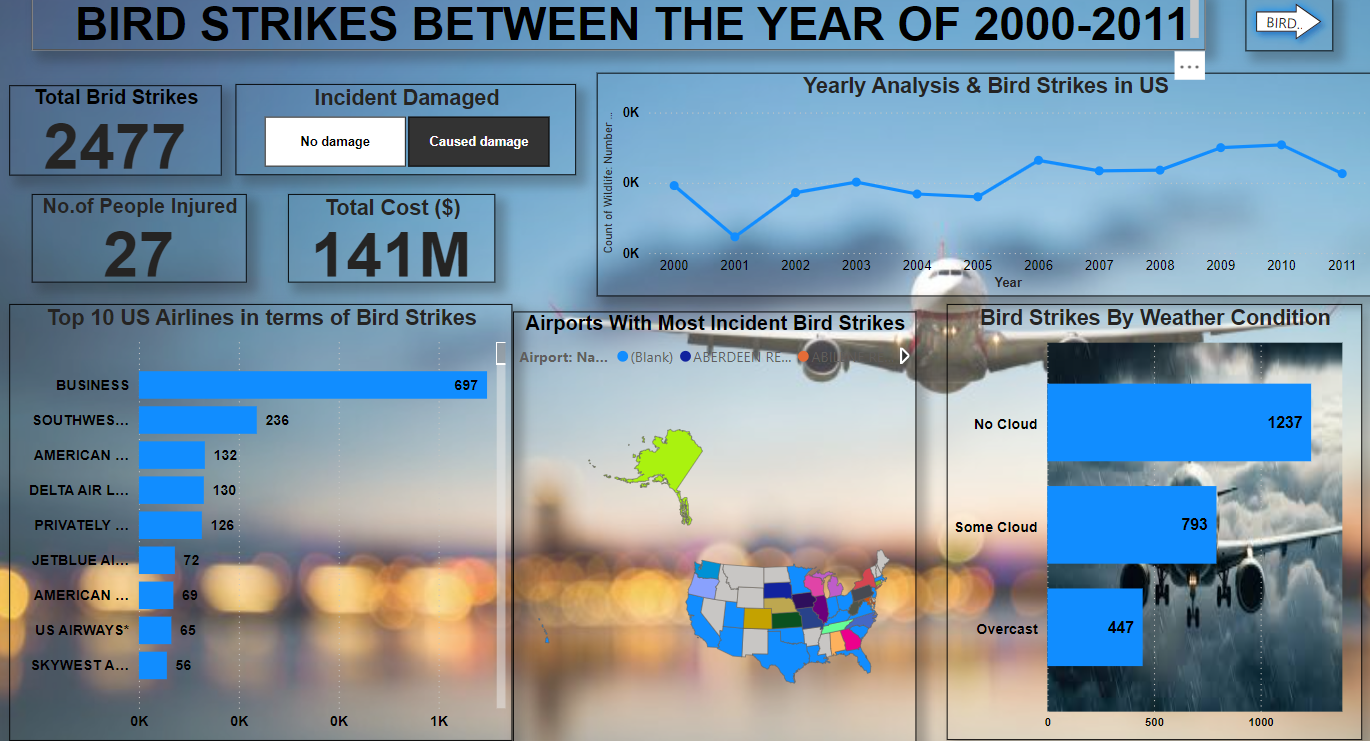 BIRD STRIKES BETWEEN THE YEAR OF 2000-2011
BIRD...
Total Brid Strikes
2477
Incident Damaged
No damage
Caused damage
No.of People Injured
27
Total Cost ($)
141M
Yearly Analysis & Bird Strikes in US
Count of Wildlife: Number ...
0K
0K
0K
2000 2001 2002 2003 2004 2005 2006 2007 2008 2009 2010 2011
Year
Top 10 US Airlines in terms of Bird Strikes
BUSINESS 697
SOUTHWES... 236
AMERICAN ... 132
DELTA AIR L... 130
PRIVATELY ... 126
JETBLUE AI... 72
AMERICAN ... 69
US AIRWAYS* 65
SKYWEST A... 56
0K 0K 0K 1K
Airports With Most Incident Bird Strikes
Airport: Na... (Blank) ABERDEEN RE...
Bird Strikes By Weather Condition
No Cloud 1237
Some Cloud 793
Overcast 447
0 500 1000